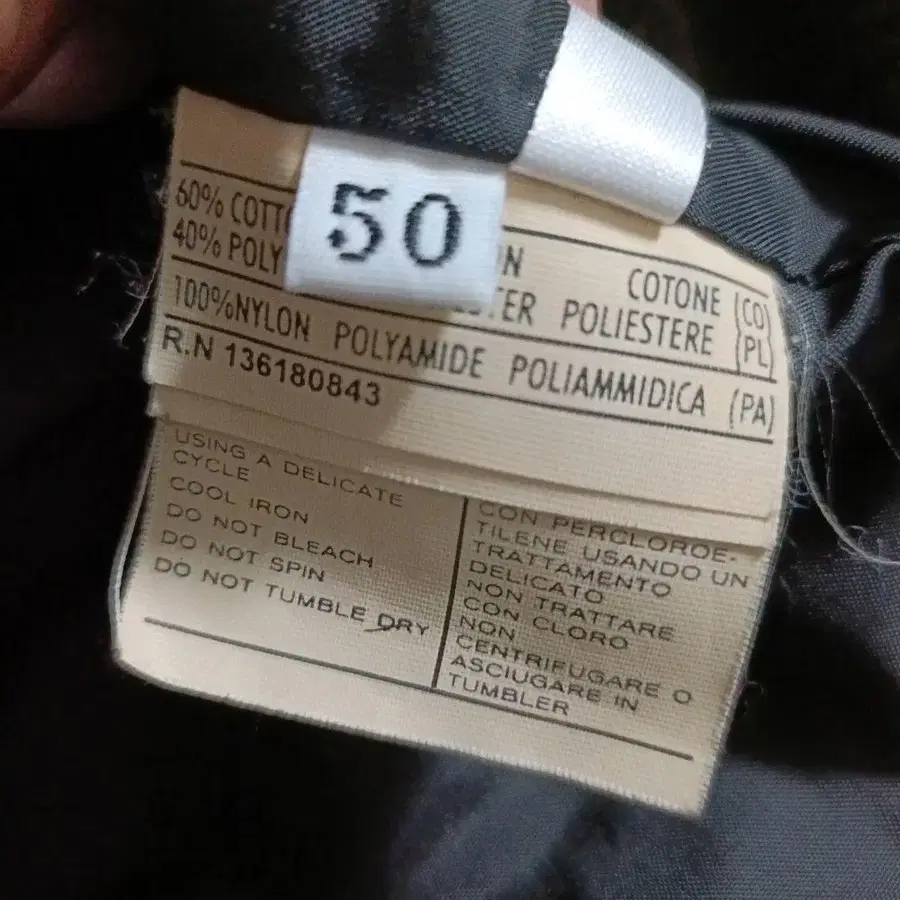 50
60% COTT N COTONE (CO)
40% POLY TER POLIESTERE (PL)
100%NYLON POLYAMIDE POLIAMMIDICA (PA)
R.N 136180843
USING A DELICATE
CYCLE
COOL IRON
DO NOT BLEACH
DO NOT SPIN
DO NOT TUMBLE DRY
CON PERCLOROE-
TILENE USANDO UN
TRATTAMENTO
DELICATO
NON TRATTARE
CON CLORO
NON
CENTRIFUGARE O
ASCIUGARE IN
TUMBLER